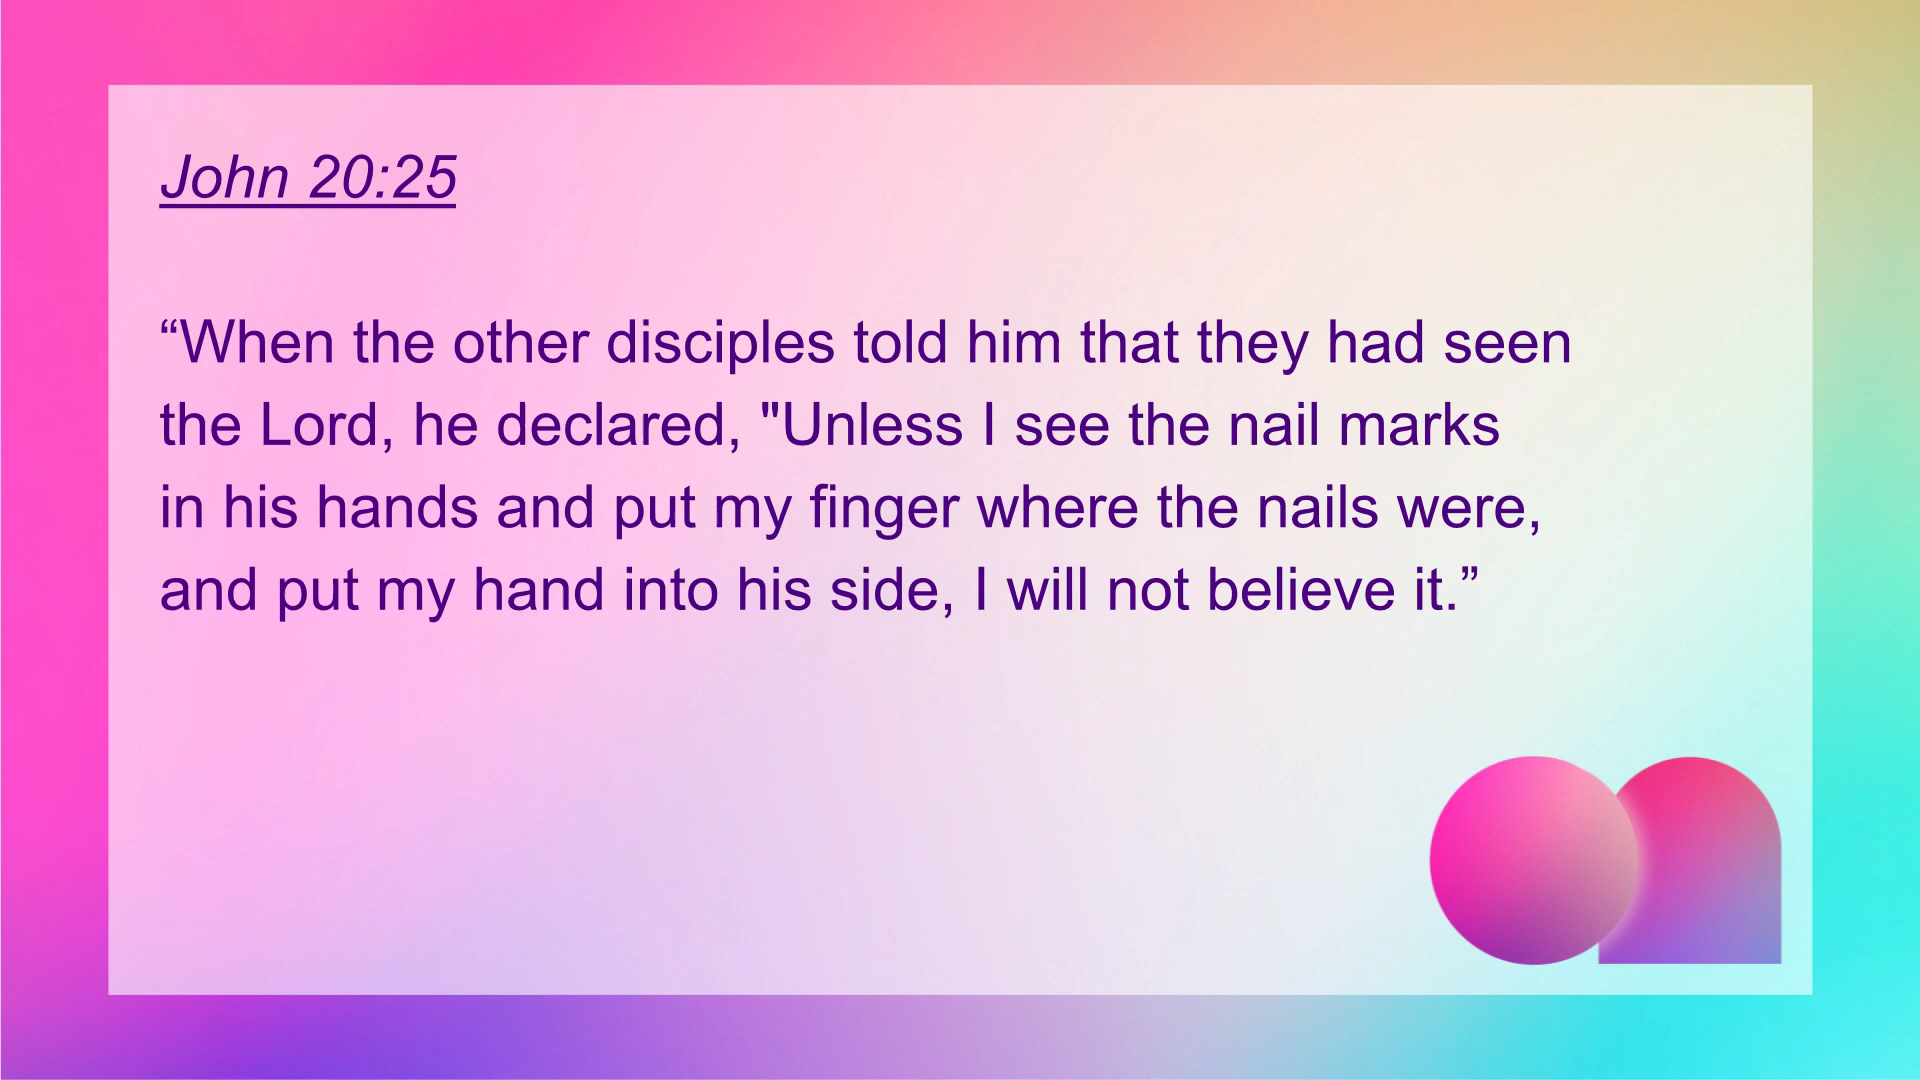 John 20:25
“When the other disciples told him that they had seen
the Lord, he declared, "Unless I see the nail marks
in his hands and put my finger where the nails were,
and put my hand into his side, I will not believe it.”